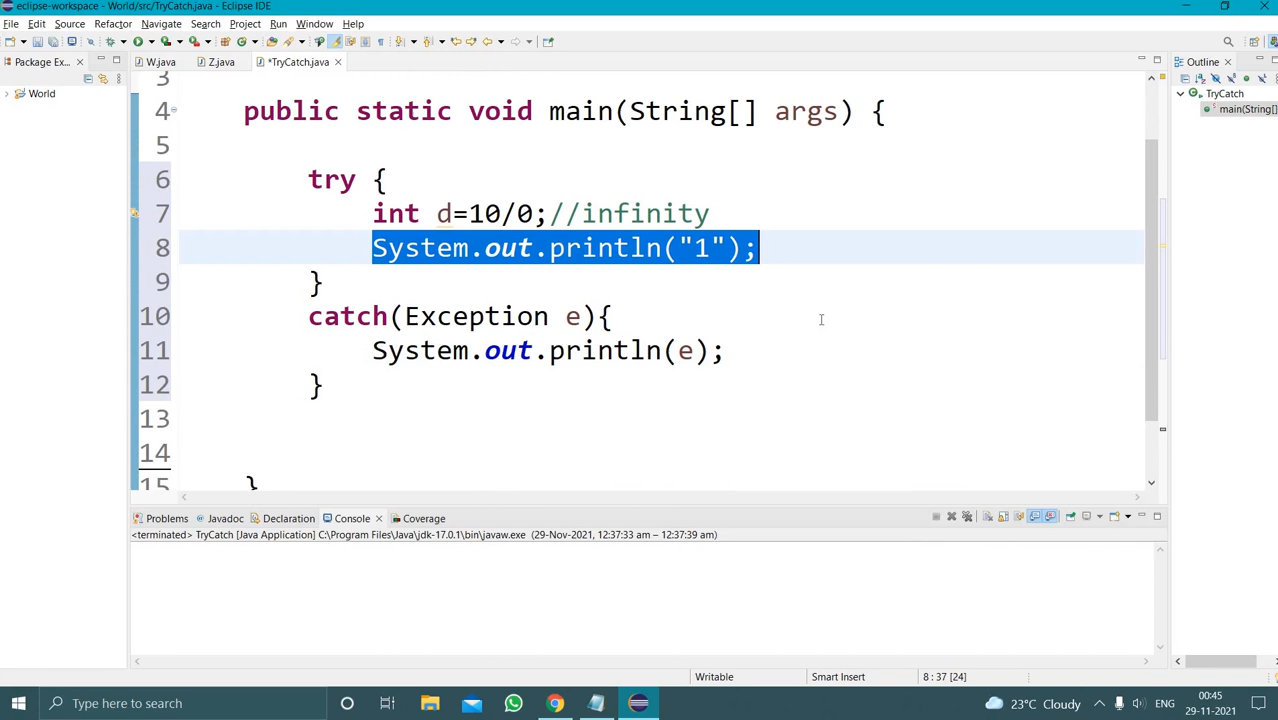 eclipse-workspace - World/src/TryCatch.java - Eclipse IDE
File Edit Source Refactor Navigate Search Project Run Window Help
Package Ex...
W.java Z.java *TryCatch.java
Outline
World
TryCatch
main(String[]
3
4 public static void main(String[] args) {
5
6 try {
7 int d=10/0;//infinity
8 System.out.println("1");
9 }
10 catch(Exception e){
11 System.out.println(e);
12 }
13
14
15 }
Problems Javadoc Declaration Console Coverage
<terminated> TryCatch [Java Application] C:\Program Files\Java\jdk-17.0.1\bin\javaw.exe (29-Nov-2021, 12:37:33 am – 12:37:39 am)
Writable Smart Insert 8 : 37 [24]
Type here to search
23°C Cloudy ENG 00:45
29-11-2021